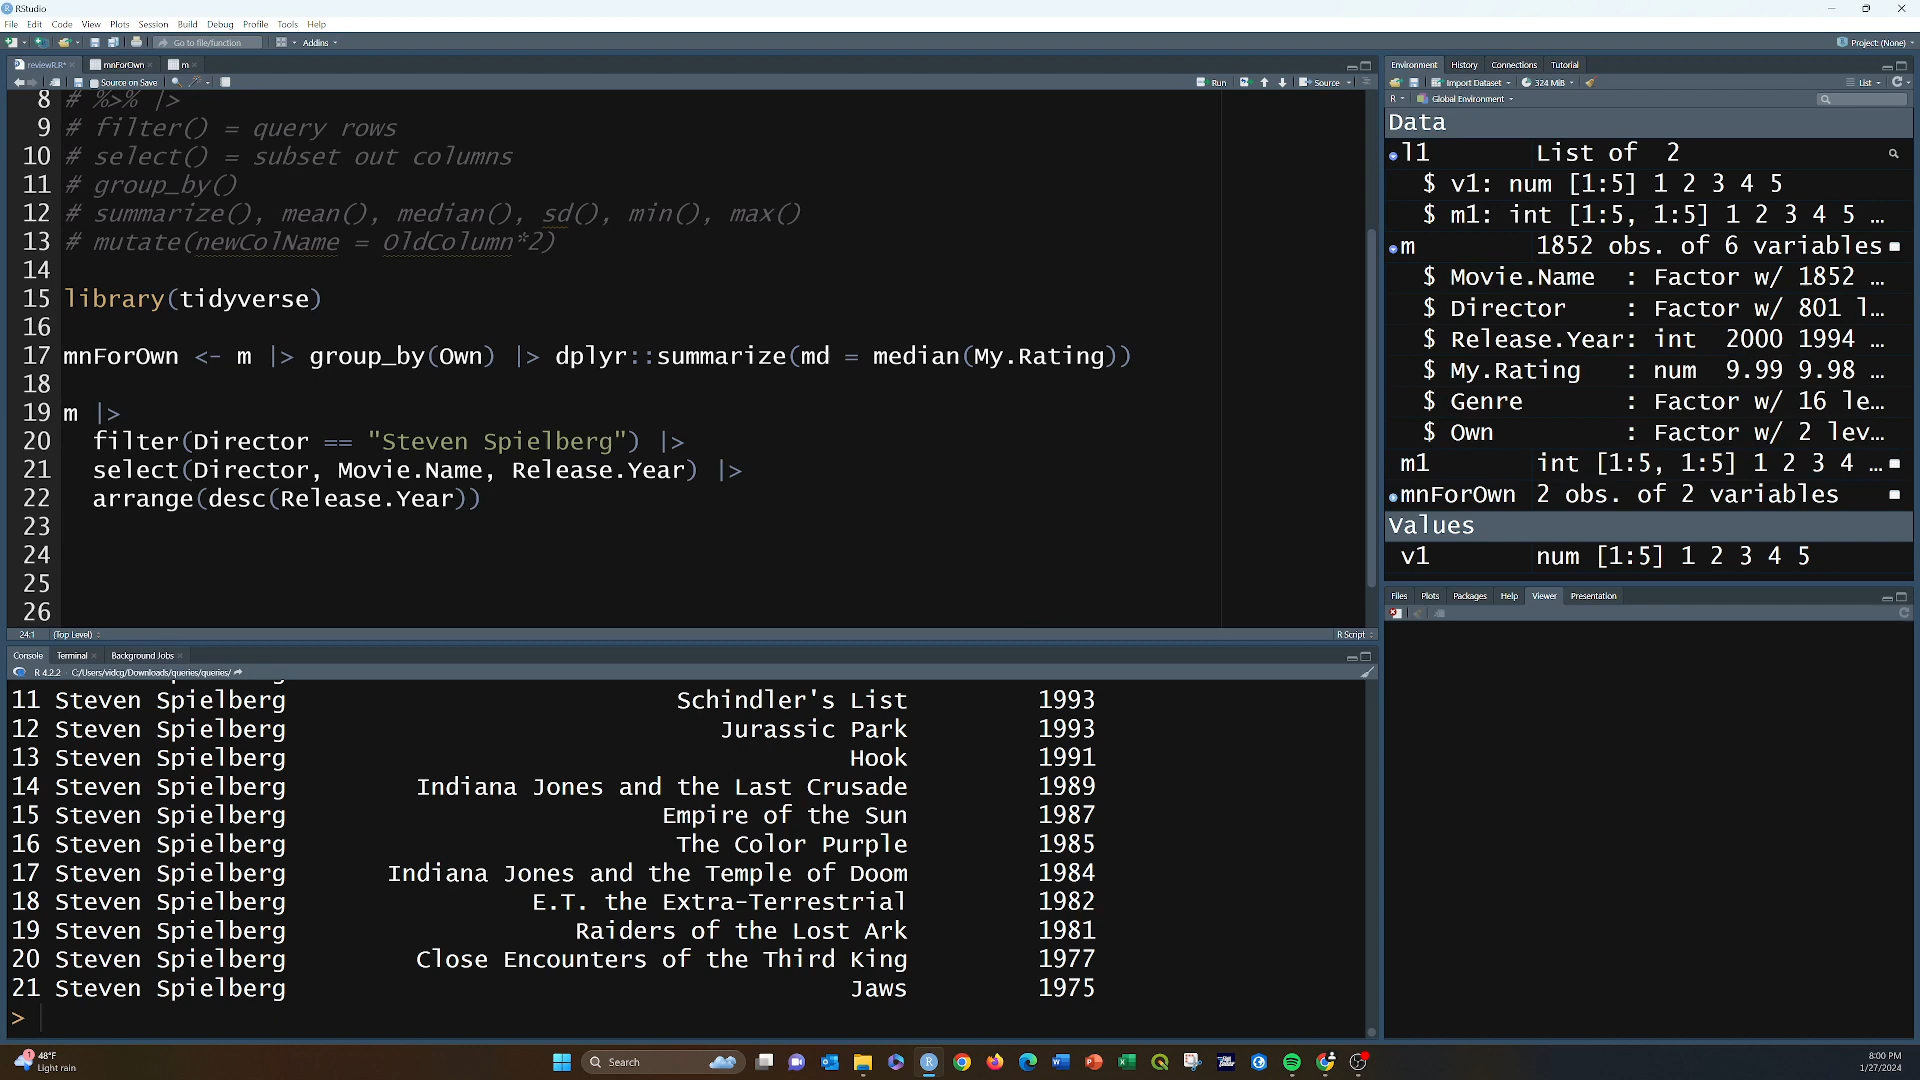 RStudio
File Edit Code View Plots Session Build Debug Profile Tools Help
Go to file/function Addins Project: (None)
reviewR.R* mnForOwn m
Source on Save Run Source
8 # %>% |>
9 # filter() = query rows
10 # select() = subset out columns
11 # group_by()
12 # summarize(), mean(), median(), sd(), min(), max()
13 # mutate(newColName = OldColumn*2)
14
15 library(tidyverse)
16
17 mnForOwn <- m |> group_by(Own) |> dplyr::summarize(md = median(My.Rating))
18
19 m |>
20 filter(Director == "Steven Spielberg") |>
21 select(Director, Movie.Name, Release.Year) |>
22 arrange(desc(Release.Year))
23
24
25
26
24:1 (Top Level) R Script
Console Terminal Background Jobs
R 4.2.2 · C:/Users/vidcg/Downloads/queries/queries/
11 Steven Spielberg Schindler's List 1993
12 Steven Spielberg Jurassic Park 1993
13 Steven Spielberg Hook 1991
14 Steven Spielberg Indiana Jones and the Last Crusade 1989
15 Steven Spielberg Empire of the Sun 1987
16 Steven Spielberg The Color Purple 1985
17 Steven Spielberg Indiana Jones and the Temple of Doom 1984
18 Steven Spielberg E.T. the Extra-Terrestrial 1982
19 Steven Spielberg Raiders of the Lost Ark 1981
20 Steven Spielberg Close Encounters of the Third King 1977
21 Steven Spielberg Jaws 1975
>
Environment History Connections Tutorial
Import Dataset 324 MiB List
R Global Environment
Data
l1 List of 2
$ v1: num [1:5] 1 2 3 4 5
$ m1: int [1:5, 1:5] 1 2 3 4 5 …
m 1852 obs. of 6 variables
$ Movie.Name : Factor w/ 1852 …
$ Director : Factor w/ 801 l…
$ Release.Year: int 2000 1994 …
$ My.Rating : num 9.99 9.98 …
$ Genre : Factor w/ 16 le…
$ Own : Factor w/ 2 lev…
m1 int [1:5, 1:5] 1 2 3 4 …
mnForOwn 2 obs. of 2 variables
Values
v1 num [1:5] 1 2 3 4 5
Files Plots Packages Help Viewer Presentation
1 48°F
Light rain
Search
8:00 PM
1/27/2024